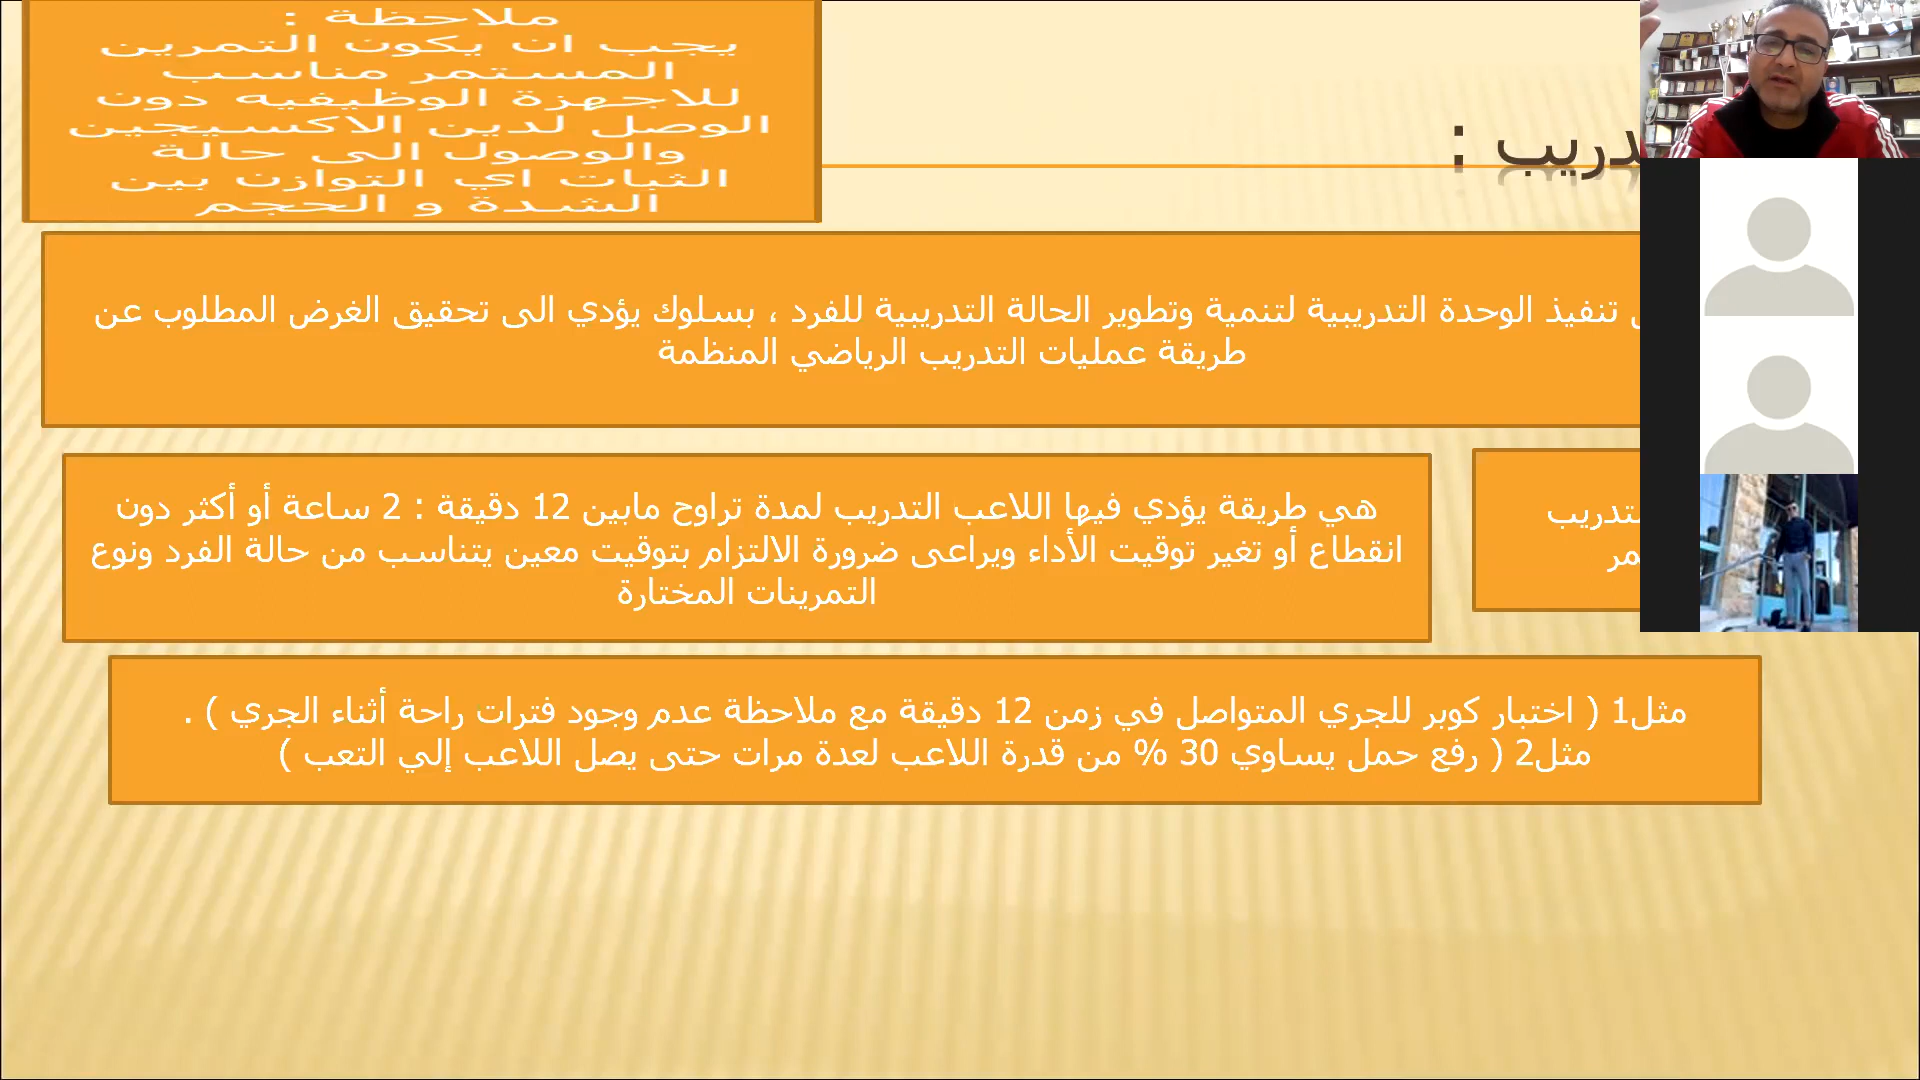 ملاحظة :
يجب ان يكون التمرين
المستمر مناسب
للاجهزة الوظيفيه دون
الوصل لدين الاكسيجين
والوصول الى حالة
الثبات اي التوازن بين
الشدة و الحجم
تنفيذ الوحدة التدريبية لتنمية وتطوير الحالة التدريبية للفرد ، بسلوك يؤدي الى تحقيق الغرض المطلوب عن
طريقة عمليات التدريب الرياضي المنظمة
هي طريقة يؤدي فيها اللاعب التدريب لمدة تراوح مابين 12 دقيقة : 2 ساعة أو أكثر دون
انقطاع أو تغير توقيت الأداء ويراعى ضرورة الالتزام بتوقيت معين يتناسب من حالة الفرد ونوع
التمرينات المختارة
مثل1 ( اختبار كوبر للجري المتواصل في زمن 12 دقيقة مع ملاحظة عدم وجود فترات راحة أثناء الجري ) .
مثل2 ( رفع حمل يساوي 30 % من قدرة اللاعب لعدة مرات حتى يصل اللاعب إلي التعب )